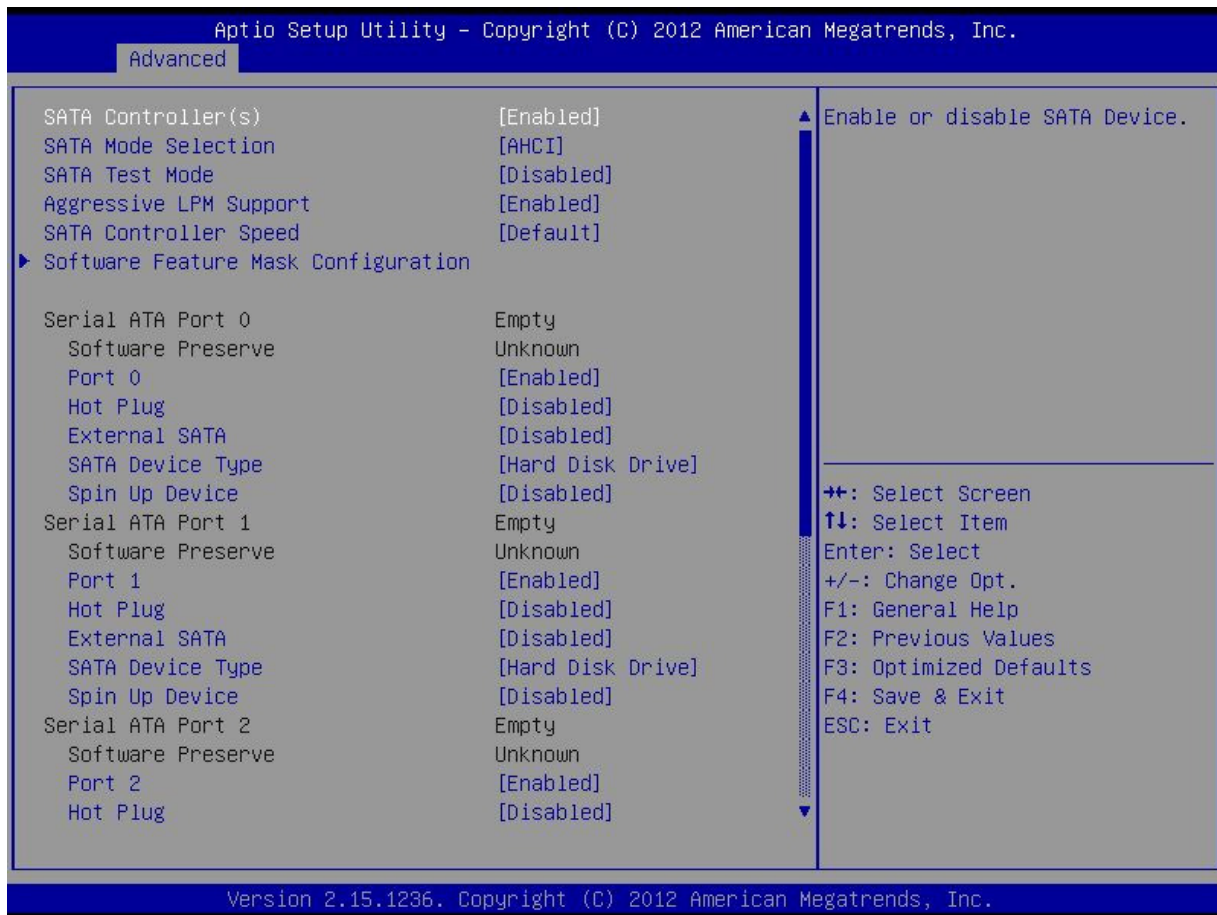 Aptio Setup Utility – Copyright (C) 2012 American Megatrends, Inc.
Advanced
SATA Controller(s) [Enabled]
SATA Mode Selection [AHCI]
SATA Test Mode [Disabled]
Aggressive LPM Support [Enabled]
SATA Controller Speed [Default]
Software Feature Mask Configuration
Serial ATA Port 0 Empty
Software Preserve Unknown
Port 0 [Enabled]
Hot Plug [Disabled]
External SATA [Disabled]
SATA Device Type [Hard Disk Drive]
Spin Up Device [Disabled]
Serial ATA Port 1 Empty
Software Preserve Unknown
Port 1 [Enabled]
Hot Plug [Disabled]
External SATA [Disabled]
SATA Device Type [Hard Disk Drive]
Spin Up Device [Disabled]
Serial ATA Port 2 Empty
Software Preserve Unknown
Port 2 [Enabled]
Hot Plug [Disabled]
Enable or disable SATA Device.
→←: Select Screen
↑↓: Select Item
Enter: Select
+/-: Change Opt.
F1: General Help
F2: Previous Values
F3: Optimized Defaults
F4: Save & Exit
ESC: Exit
Version 2.15.1236. Copyright (C) 2012 American Megatrends, Inc.